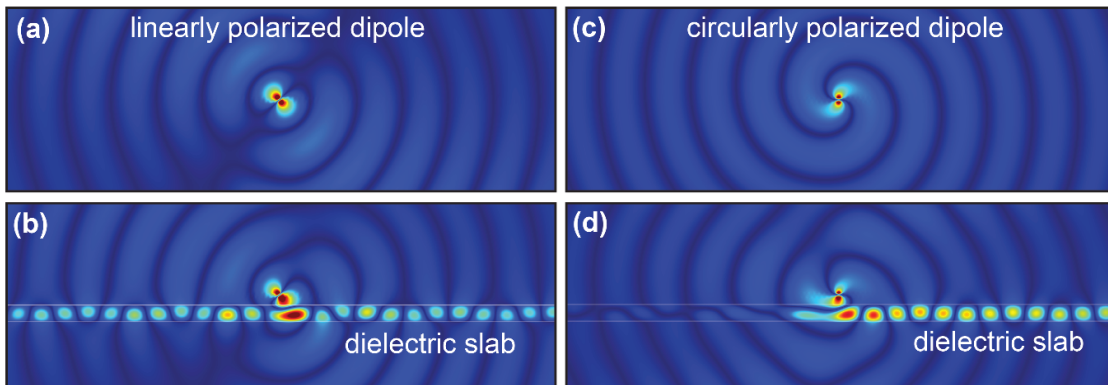 (a) linearly polarized dipole
(c) circularly polarized dipole
(b)
dielectric slab
(d)
dielectric slab